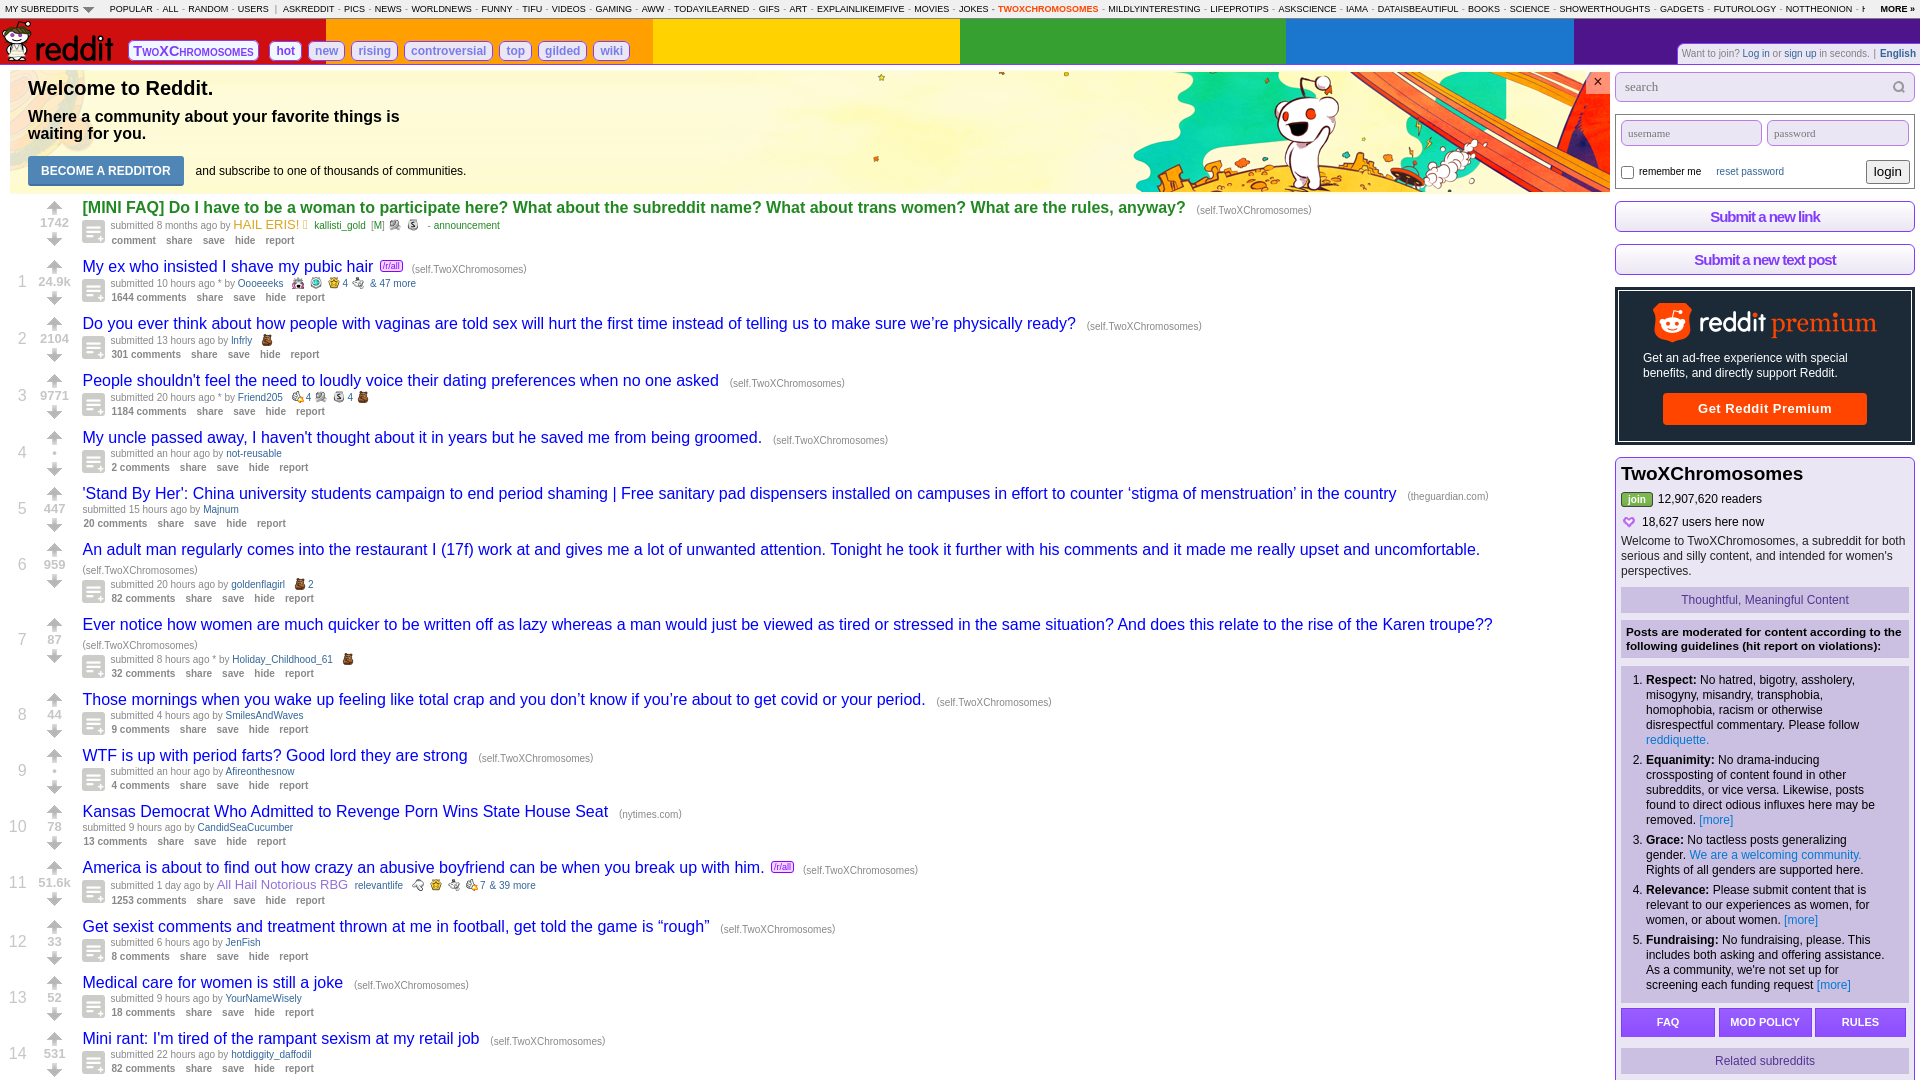 MY SUBREDDITS POPULAR - ALL - RANDOM - USERS | ASKREDDIT - PICS - NEWS - WORLDNEWS - FUNNY - TIFU - VIDEOS - GAMING - AWW - TODAYILEARNED - GIFS - ART - EXPLAINLIKEIMFIVE - MOVIES - JOKES - TWOXCHROMOSOMES - MILDLYINTERESTING - LIFEPROTIPS - ASKSCIENCE - IAMA - DATAISBEAUTIFUL - BOOKS - SCIENCE - SHOWERTHOUGHTS - GADGETS - FUTUROLOGY - NOTTHEONION MORE »
reddit TwoXChromosomes hot new rising controversial top gilded wiki
Want to join? Log in or sign up in seconds. | English
Welcome to Reddit.
Where a community about your favorite things is
waiting for you.
BECOME A REDDITOR and subscribe to one of thousands of communities.
×
1742
[MINI FAQ] Do I have to be a woman to participate here? What about the subreddit name? What about trans women? What are the rules, anyway? (self.TwoXChromosomes)
submitted 8 months ago by HAIL ERIS! kallisti_gold [M] - announcement
comment share save hide report
1 24.9k
My ex who insisted I shave my pubic hair /r/all (self.TwoXChromosomes)
submitted 10 hours ago * by Oooeeeks 4 & 47 more
1644 comments share save hide report
2 2104
Do you ever think about how people with vaginas are told sex will hurt the first time instead of telling us to make sure we’re physically ready? (self.TwoXChromosomes)
submitted 13 hours ago by lnfrly
301 comments share save hide report
3 9771
People shouldn't feel the need to loudly voice their dating preferences when no one asked (self.TwoXChromosomes)
submitted 20 hours ago * by Friend205 4 4
1184 comments share save hide report
4 •
My uncle passed away, I haven't thought about it in years but he saved me from being groomed. (self.TwoXChromosomes)
submitted an hour ago by not-reusable
2 comments share save hide report
5 447
'Stand By Her': China university students campaign to end period shaming | Free sanitary pad dispensers installed on campuses in effort to counter ‘stigma of menstruation’ in the country (theguardian.com)
submitted 15 hours ago by Majnum
20 comments share save hide report
6 959
An adult man regularly comes into the restaurant I (17f) work at and gives me a lot of unwanted attention. Tonight he took it further with his comments and it made me really upset and uncomfortable.
(self.TwoXChromosomes)
submitted 20 hours ago by goldenflagirl 2
82 comments share save hide report
7 87
Ever notice how women are much quicker to be written off as lazy whereas a man would just be viewed as tired or stressed in the same situation? And does this relate to the rise of the Karen troupe??
(self.TwoXChromosomes)
submitted 8 hours ago * by Holiday_Childhood_61
32 comments share save hide report
8 44
Those mornings when you wake up feeling like total crap and you don’t know if you’re about to get covid or your period. (self.TwoXChromosomes)
submitted 4 hours ago by SmilesAndWaves
9 comments share save hide report
9 •
WTF is up with period farts? Good lord they are strong (self.TwoXChromosomes)
submitted an hour ago by Afireonthesnow
4 comments share save hide report
10 78
Kansas Democrat Who Admitted to Revenge Porn Wins State House Seat (nytimes.com)
submitted 9 hours ago by CandidSeaCucumber
13 comments share save hide report
11 51.6k
America is about to find out how crazy an abusive boyfriend can be when you break up with him. /r/all (self.TwoXChromosomes)
submitted 1 day ago by All Hail Notorious RBG relevantlife 7 & 39 more
1253 comments share save hide report
12 33
Get sexist comments and treatment thrown at me in football, get told the game is “rough” (self.TwoXChromosomes)
submitted 6 hours ago by JenFish
8 comments share save hide report
13 52
Medical care for women is still a joke (self.TwoXChromosomes)
submitted 9 hours ago by YourNameWisely
18 comments share save hide report
14 531
Mini rant: I'm tired of the rampant sexism at my retail job (self.TwoXChromosomes)
submitted 22 hours ago by hotdiggity_daffodil
82 comments share save hide report
search
username password
remember me reset password login
Submit a new link
Submit a new text post
reddit premium
Get an ad-free experience with special
benefits, and directly support Reddit.
Get Reddit Premium
TwoXChromosomes
join 12,907,620 readers
18,627 users here now
Welcome to TwoXChromosomes, a subreddit for both
serious and silly content, and intended for women's
perspectives.
Thoughtful, Meaningful Content
Posts are moderated for content according to the
following guidelines (hit report on violations):
1. Respect: No hatred, bigotry, assholery,
misogyny, misandry, transphobia,
homophobia, racism or otherwise
disrespectful commentary. Please follow
reddiquette.
2. Equanimity: No drama-inducing
crossposting of content found in other
subreddits, or vice versa. Likewise, posts
found to direct odious influxes here may be
removed. [more]
3. Grace: No tactless posts generalizing
gender. We are a welcoming community.
Rights of all genders are supported here.
4. Relevance: Please submit content that is
relevant to our experiences as women, for
women, or about women. [more]
5. Fundraising: No fundraising, please. This
includes both asking and offering assistance.
As a community, we're not set up for
screening each funding request [more]
FAQ MOD POLICY RULES
Related subreddits